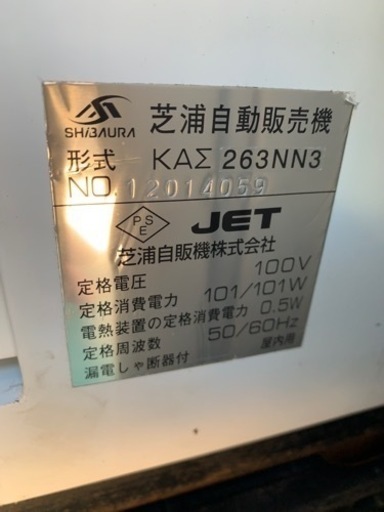 SHiBAURA
芝浦自動販売機
形式 KAΣ 263NN3
NO. 12014059
PSE JET
芝浦自販機株式会社
定格電圧 100V
定格消費電力 101/101W
電熱装置の定格消費電力 0.5W
定格周波数 50/60Hz
漏電しゃ断器付 屋内用